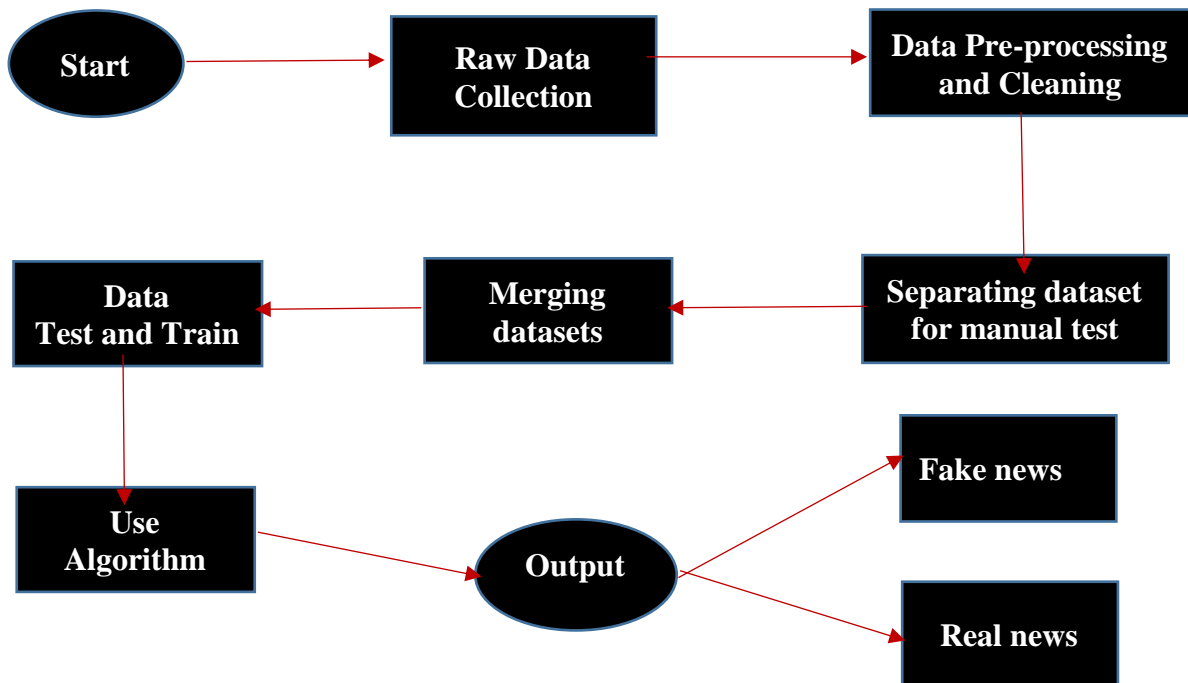 Start
Raw Data
Collection
Data Pre-processing
and Cleaning
Separating dataset
for manual test
Merging
datasets
Data
Test and Train
Use
Algorithm
Output
Fake news
Real news